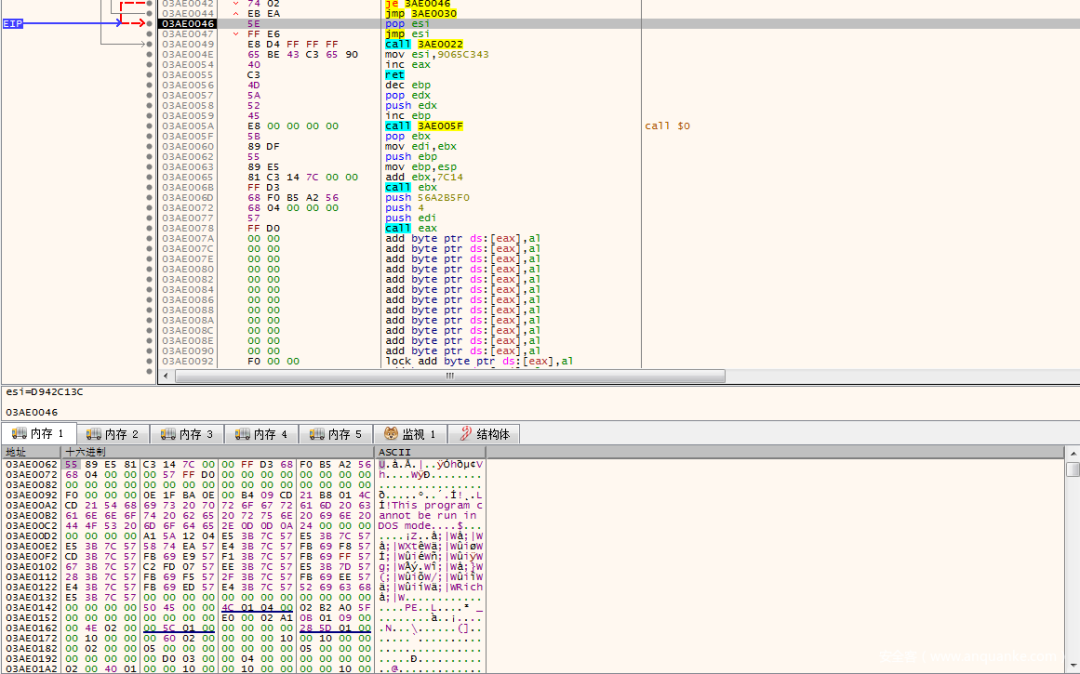 03AE0042 74 02 je 3AE0046
03AE0044 EB EA jmp 3AE0030
EIP 03AE0046 5E pop esi
03AE0047 FF E6 jmp esi
03AE0049 E8 D4 FF FF FF call 3AE0022
03AE004E 65 BE 43 C3 65 90 mov esi,9065C343
03AE0054 40 inc eax
03AE0055 C3 ret
03AE0056 4D dec ebp
03AE0057 5A pop edx
03AE0058 52 push edx
03AE0059 45 inc ebp
03AE005A E8 00 00 00 00 call 3AE005F call $0
03AE005F 5B pop ebx
03AE0060 89 DF mov edi,ebx
03AE0062 55 push ebp
03AE0063 89 E5 mov ebp,esp
03AE0065 81 C3 14 7C 00 00 add ebx,7C14
03AE006B FF D3 call ebx
03AE006D 68 F0 B5 A2 56 push 56A2B5F0
03AE0072 68 04 00 00 00 push 4
03AE0077 57 push edi
03AE0078 FF D0 call eax
03AE007A 00 00 add byte ptr ds:[eax],al
03AE007C 00 00 add byte ptr ds:[eax],al
03AE007E 00 00 add byte ptr ds:[eax],al
03AE0080 00 00 add byte ptr ds:[eax],al
03AE0082 00 00 add byte ptr ds:[eax],al
03AE0084 00 00 add byte ptr ds:[eax],al
03AE0086 00 00 add byte ptr ds:[eax],al
03AE0088 00 00 add byte ptr ds:[eax],al
03AE008A 00 00 add byte ptr ds:[eax],al
03AE008C 00 00 add byte ptr ds:[eax],al
03AE008E 00 00 add byte ptr ds:[eax],al
03AE0090 00 00 add byte ptr ds:[eax],al
03AE0092 F0 00 00 lock add byte ptr ds:[eax],al
esi=D942C13C
03AE0046
内存 1 内存 2 内存 3 内存 4 内存 5 监视 1 结构体
地址 十六进制 ASCII
03AE0062 55 89 E5 81 C3 14 7C 00 00 FF D3 68 F0 B5 A2 56 U.å.Ã.|..ÿÓhðµ¢V
03AE0072 68 04 00 00 00 57 FF D0 00 00 00 00 00 00 00 00 h....WÿÐ........
03AE0082 00 00 00 00 00 00 00 00 00 00 00 00 00 00 00 00 ................
03AE0092 F0 00 00 00 0E 1F BA 0E 00 B4 09 CD 21 B8 01 4C ð.....º..´.Í!¸.L
03AE00A2 CD 21 54 68 69 73 20 70 72 6F 67 72 61 6D 20 63 Í!This program c
03AE00B2 61 6E 6E 6F 74 20 62 65 20 72 75 6E 20 69 6E 20 annot be run in
03AE00C2 44 4F 53 20 6D 6F 64 65 2E 0D 0D 0A 24 00 00 00 DOS mode....$...
03AE00D2 00 00 00 00 A1 5A 12 04 E5 3B 7C 57 E5 3B 7C 57 ....¡Z..å;|Wå;|W
03AE00E2 E5 3B 7C 57 58 74 EA 57 E4 3B 7C 57 FB 69 F8 57 å;|WXtêWä;|WûiøW
03AE00F2 CD 3B 7C 57 FB 69 E9 57 F1 3B 7C 57 FB 69 FF 57 Í;|WûiéWñ;|WûiÿW
03AE0102 67 3B 7C 57 C2 FD 07 57 EE 3B 7C 57 E5 3B 7D 57 g;|WÂý.Wî;|Wå;}W
03AE0112 28 3B 7C 57 FB 69 F5 57 2F 3B 7C 57 FB 69 EE 57 (;|WûiõW/;|WûiîW
03AE0122 E4 3B 7C 57 FB 69 ED 57 E4 3B 7C 57 52 69 63 68 ä;|WûiíWä;|WRich
03AE0132 E5 3B 7C 57 00 00 00 00 00 00 00 00 00 00 00 00 å;|W............
03AE0142 00 00 00 00 50 45 00 00 4C 01 04 00 02 B2 A0 5F ....PE..L....² _
03AE0152 00 00 00 00 00 00 00 00 E0 00 02 A1 0B 01 09 00 ........à..¡....
03AE0162 00 4E 02 00 00 5C 01 00 00 00 00 00 28 5D 01 00 .N...\......(]..
03AE0172 00 10 00 00 00 60 02 00 00 00 00 10 00 10 00 00 .....`..........
03AE0182 00 02 00 00 05 00 00 00 00 00 00 00 05 00 00 00 ................
03AE0192 00 00 00 00 00 D0 03 00 00 04 00 00 00 00 00 00 .....Ð..........
03AE01A2 02 00 40 01 00 00 10 00 00 10 00 00 00 00 10 00 ..@.............